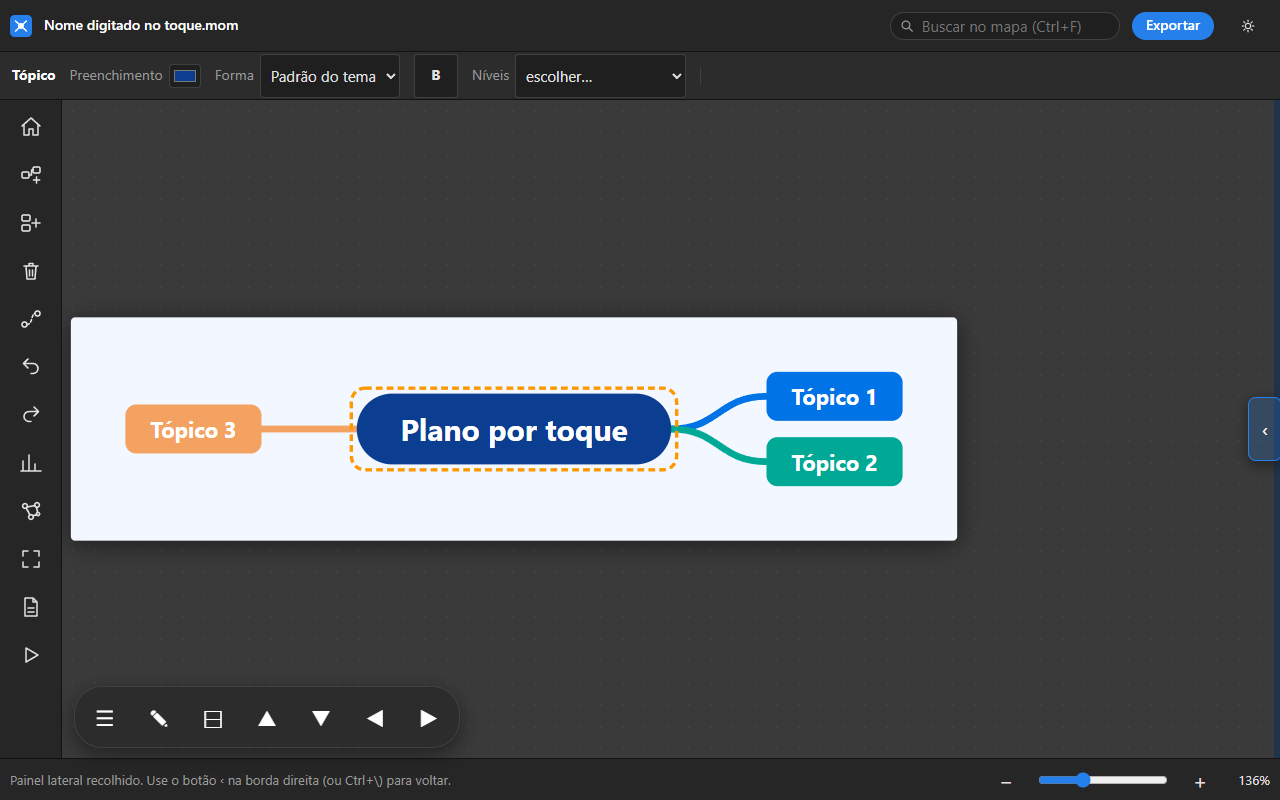 Nome digitado no toque.mom
Buscar no mapa (Ctrl+F)
Exportar
Tópico
Preenchimento
Forma
Padrão do tema
B
Níveis
escolher...
Tópico 1
Tópico 3
Plano por toque
Tópico 2
Painel lateral recolhido. Use o botão ‹ na borda direita (ou Ctrl+\) para voltar.
136%